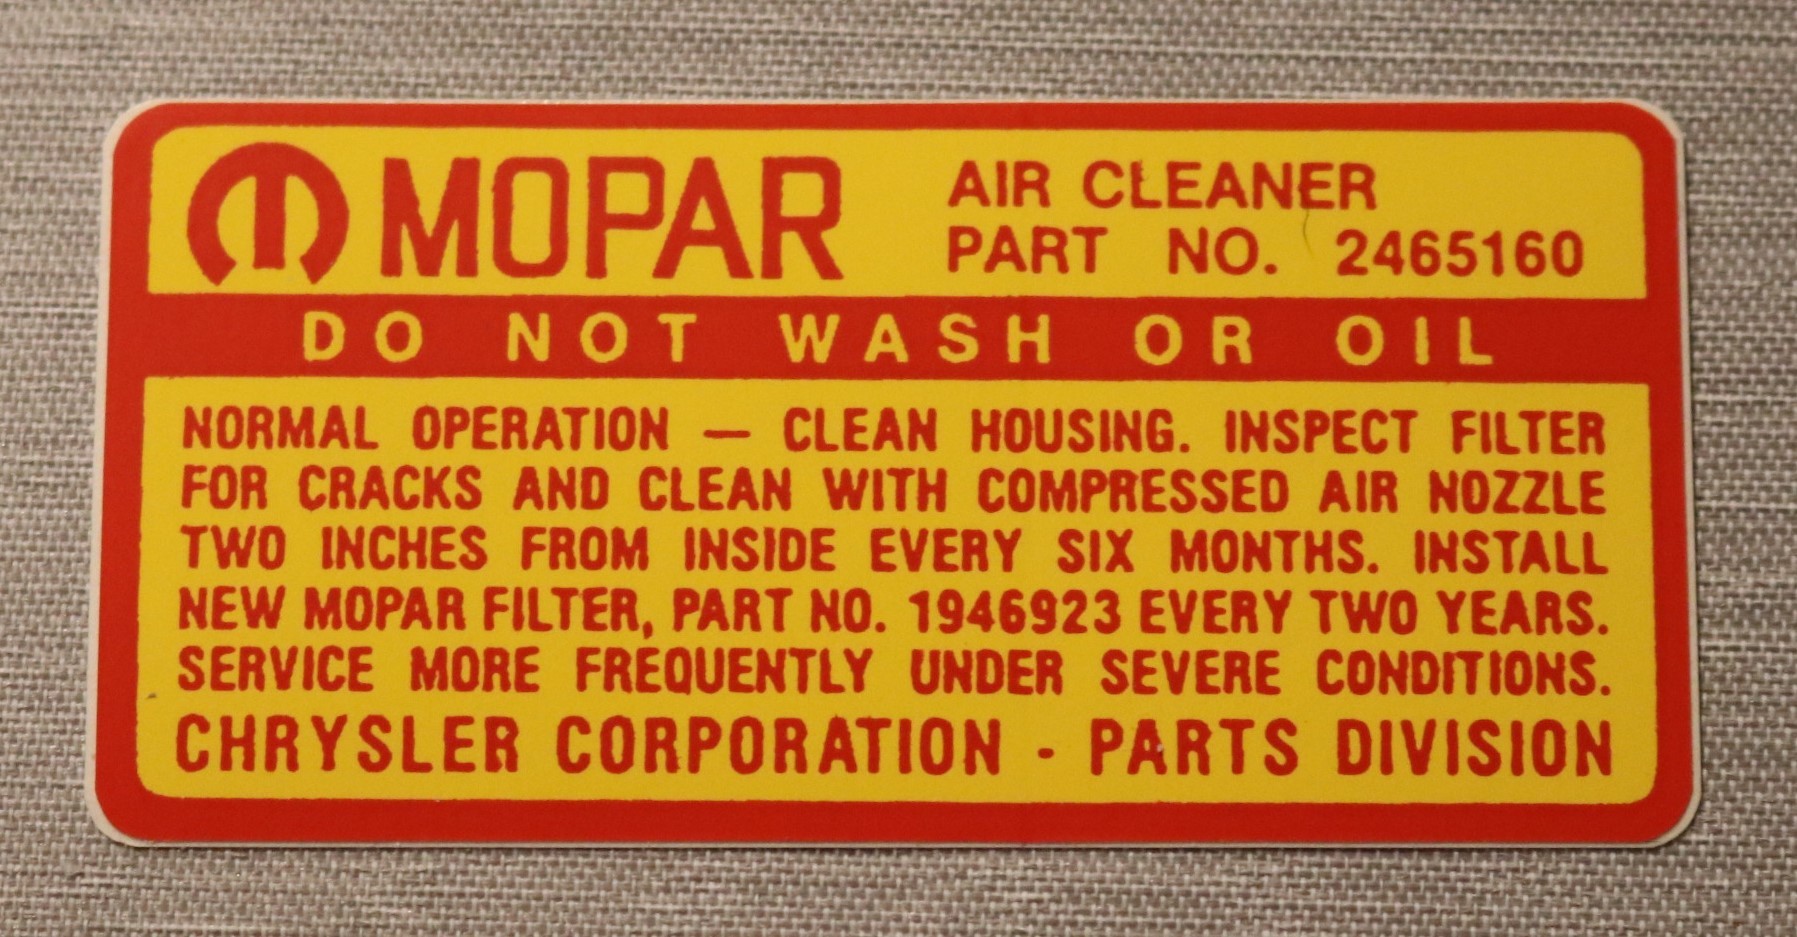 MOPAR
AIR CLEANER
PART NO. 2465160
DO NOT WASH OR OIL
NORMAL OPERATION — CLEAN HOUSING. INSPECT FILTER
FOR CRACKS AND CLEAN WITH COMPRESSED AIR NOZZLE
TWO INCHES FROM INSIDE EVERY SIX MONTHS. INSTALL
NEW MOPAR FILTER, PART NO. 1946923 EVERY TWO YEARS.
SERVICE MORE FREQUENTLY UNDER SEVERE CONDITIONS.
CHRYSLER CORPORATION - PARTS DIVISION